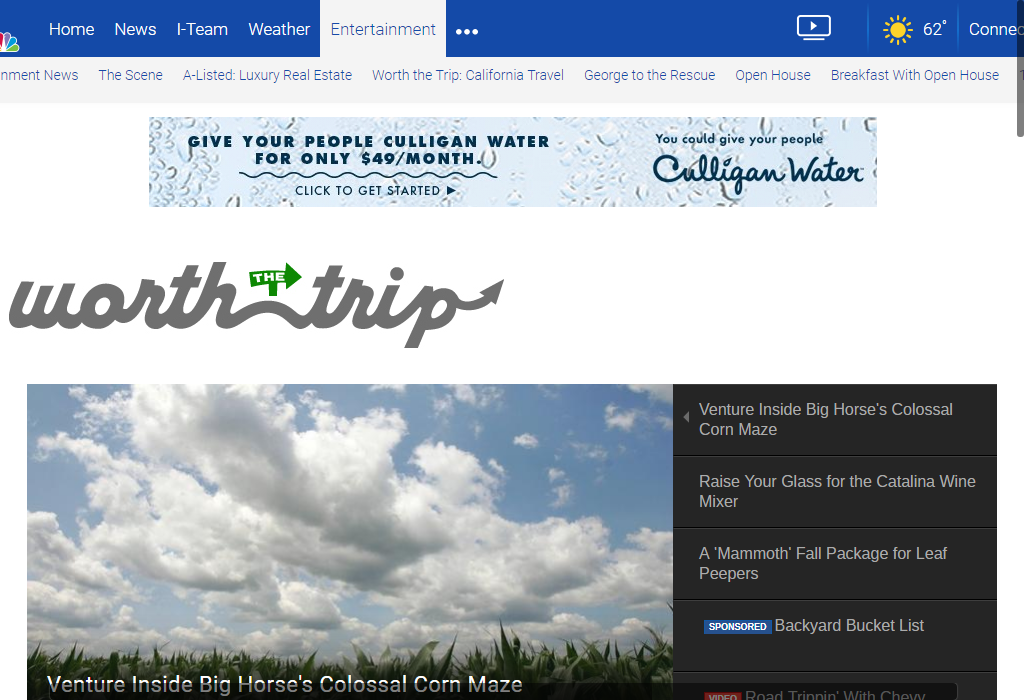 Home News I-Team Weather Entertainment ••• 62° Connec
nment News The Scene A-Listed: Luxury Real Estate Worth the Trip: California Travel George to the Rescue Open House Breakfast With Open House
GIVE YOUR PEOPLE CULLIGAN WATER
FOR ONLY $49/MONTH.
CLICK TO GET STARTED ▶
You could give your people
Culligan Water
worth THE trip
Venture Inside Big Horse's Colossal Corn Maze
Venture Inside Big Horse's Colossal
Corn Maze
Raise Your Glass for the Catalina Wine
Mixer
A 'Mammoth' Fall Package for Leaf
Peepers
SPONSORED Backyard Bucket List
VIDEO Road Trippin' With Chevy